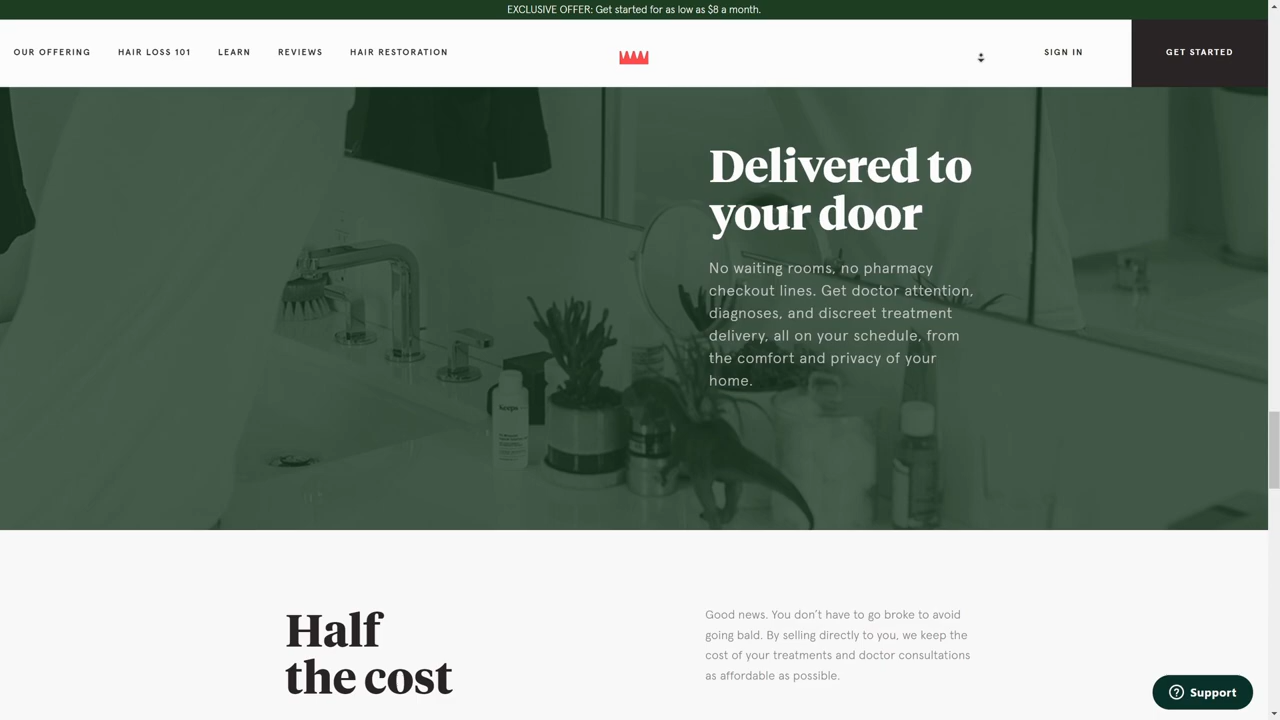 EXCLUSIVE OFFER: Get started for as low as $8 a month.
OUR OFFERING
HAIR LOSS 101
LEARN
REVIEWS
HAIR RESTORATION
SIGN IN
GET STARTED
Delivered to
your door
No waiting rooms, no pharmacy
checkout lines. Get doctor attention,
diagnoses, and discreet treatment
delivery, all on your schedule, from
the comfort and privacy of your
home.
Keeps
Half
the cost
Good news. You don’t have to go broke to avoid
going bald. By selling directly to you, we keep the
cost of your treatments and doctor consultations
as affordable as possible.
Support